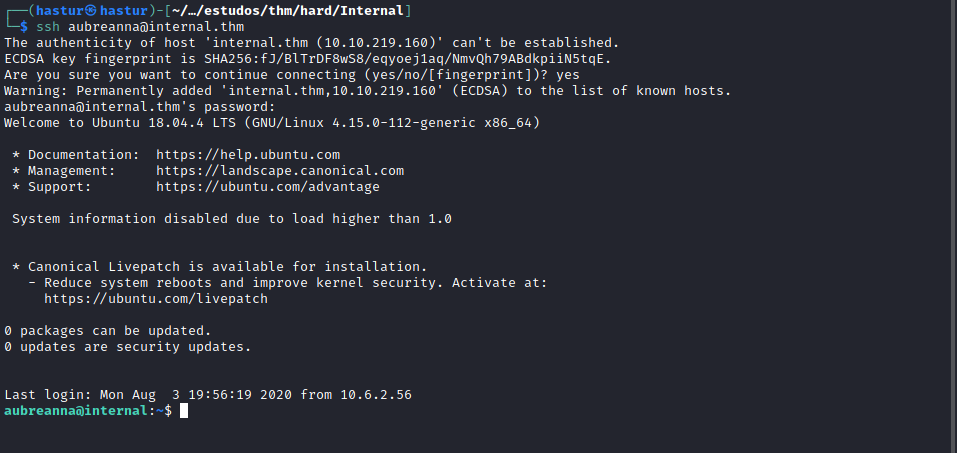 ┌──(hastur㉿hastur)-[~/…/estudos/thm/hard/Internal]
└─$ ssh aubreanna@internal.thm
The authenticity of host 'internal.thm (10.10.219.160)' can't be established.
ECDSA key fingerprint is SHA256:fJ/BlTrDF8wS8/eqyoej1aq/NmvQh79ABdkpiiN5tqE.
Are you sure you want to continue connecting (yes/no/[fingerprint])? yes
Warning: Permanently added 'internal.thm,10.10.219.160' (ECDSA) to the list of known hosts.
aubreanna@internal.thm's password:
Welcome to Ubuntu 18.04.4 LTS (GNU/Linux 4.15.0-112-generic x86_64)

 * Documentation:  https://help.ubuntu.com
 * Management:     https://landscape.canonical.com
 * Support:        https://ubuntu.com/advantage

 System information disabled due to load higher than 1.0


 * Canonical Livepatch is available for installation.
   - Reduce system reboots and improve kernel security. Activate at:
     https://ubuntu.com/livepatch

0 packages can be updated.
0 updates are security updates.


Last login: Mon Aug  3 19:56:19 2020 from 10.6.2.56
aubreanna@internal:~$